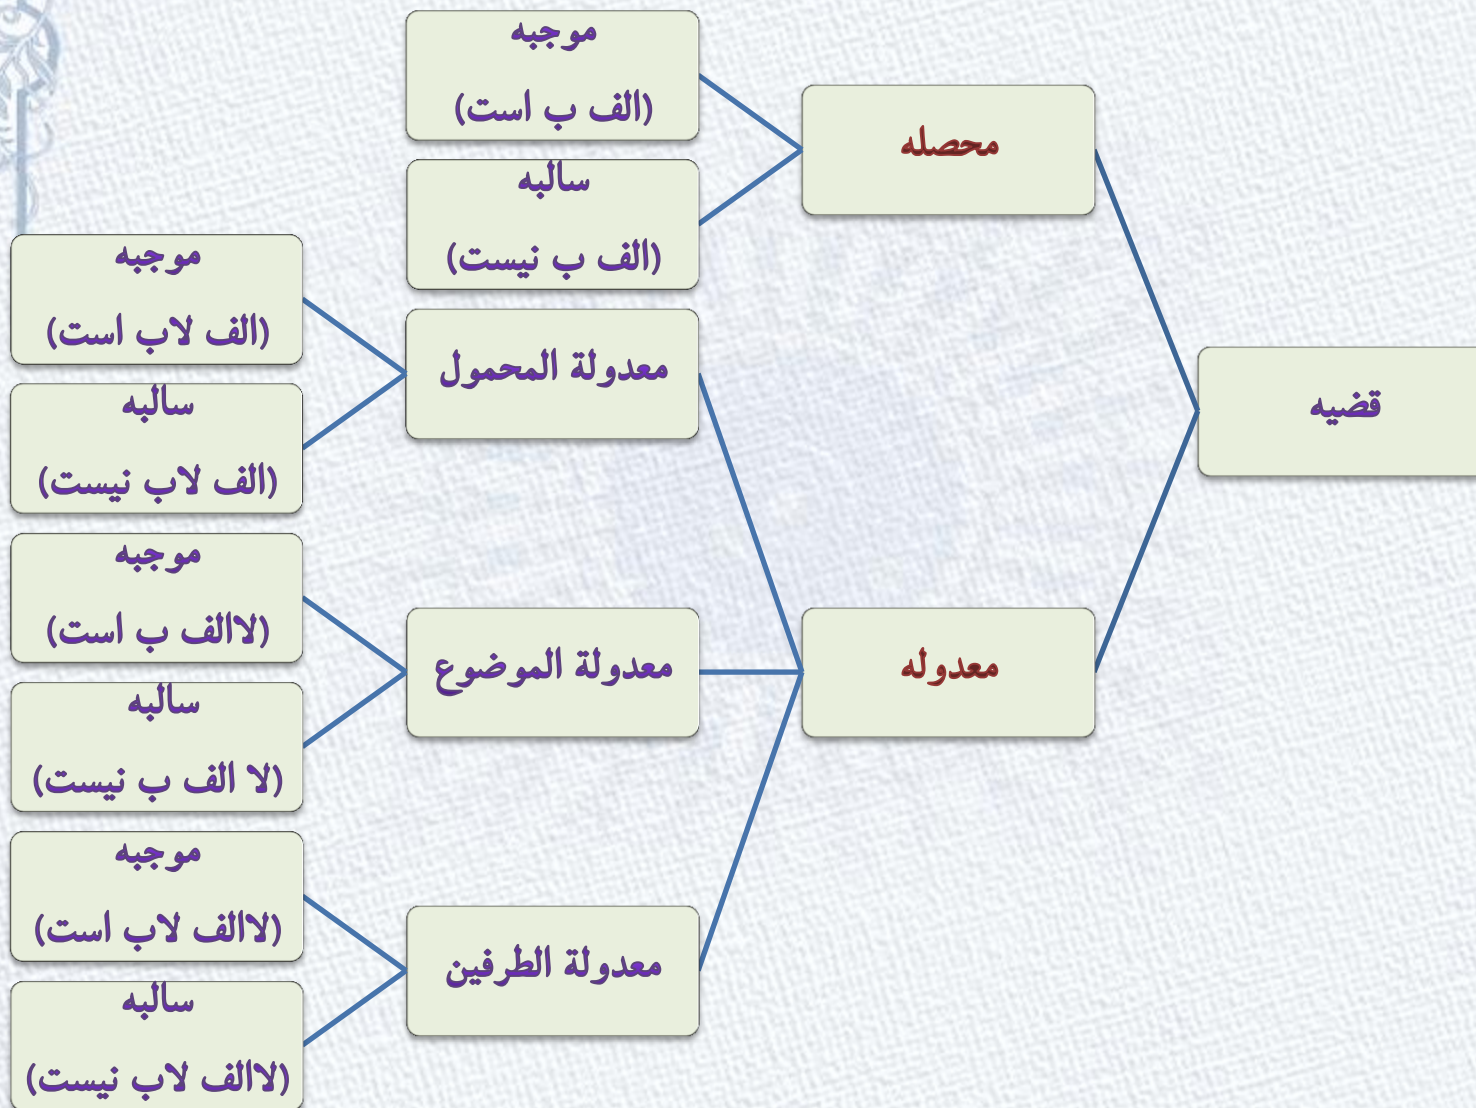 قضیه
محصله
موجبه
(الف ب است)
سالبه
(الف ب نیست)
معدوله
معدولة المحمول
موجبه
(الف لاب است)
سالبه
(الف لاب نیست)
معدولة الموضوع
موجبه
(لاالف ب است)
سالبه
(لا الف ب نیست)
معدولة الطرفین
موجبه
(لاالف لاب است)
سالبه
(لاالف لاب نیست)